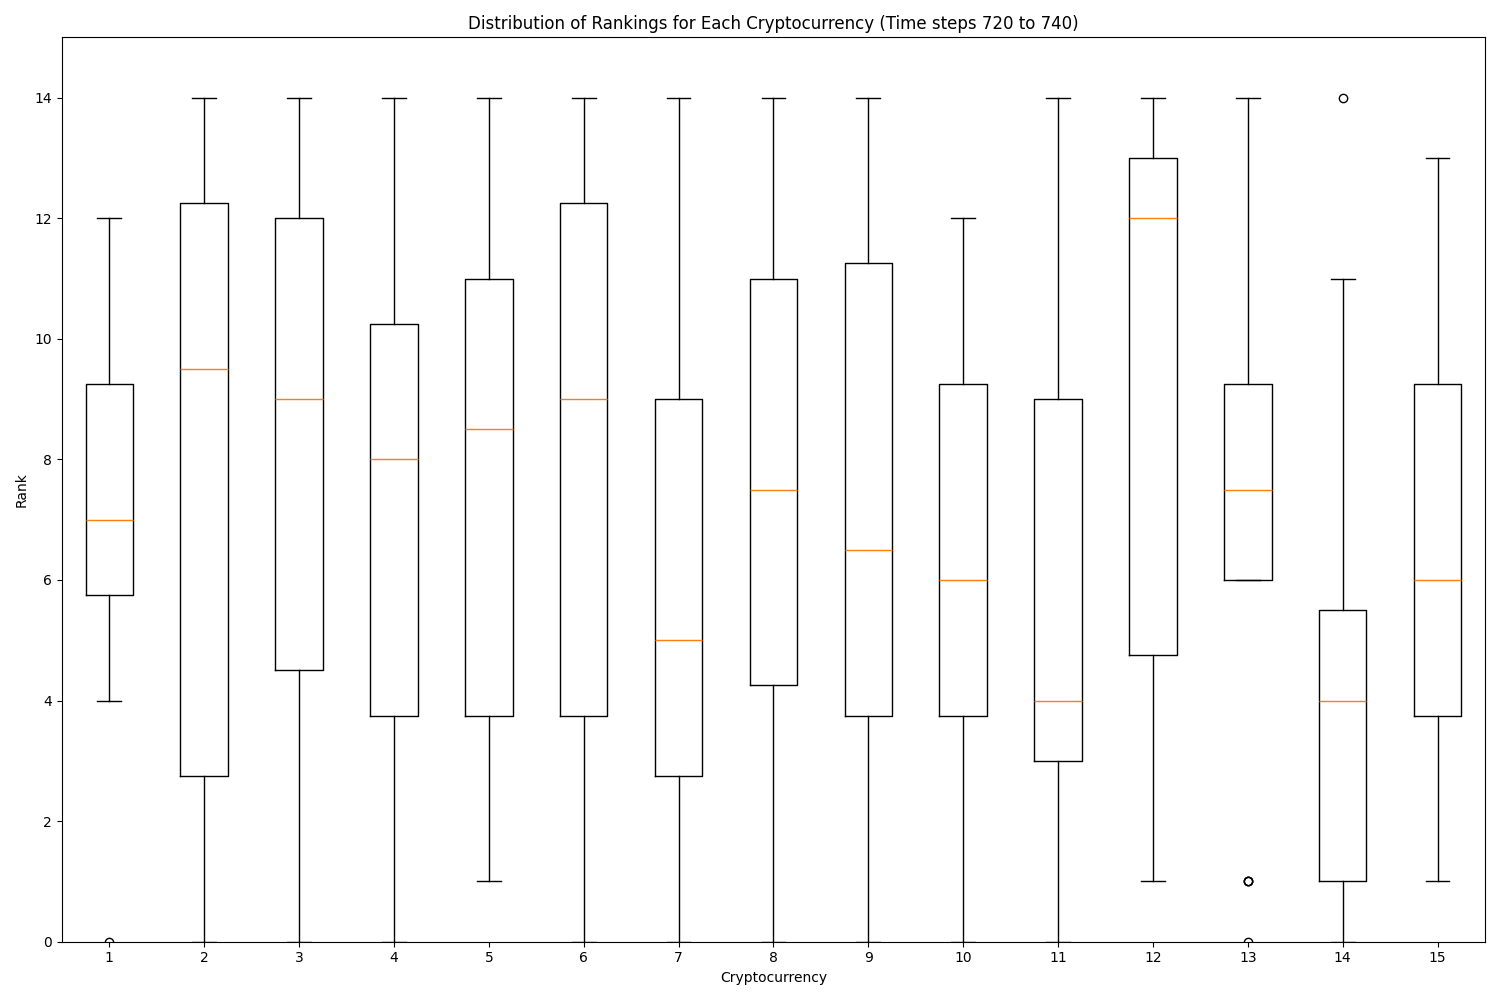 Distribution of Rankings for Each Cryptocurrency (Time steps 720 to 740)
14
12
10
8
6
4
2
0
Rank
1 2 3 4 5 6 7 8 9 10 11 12 13 14 15
Cryptocurrency